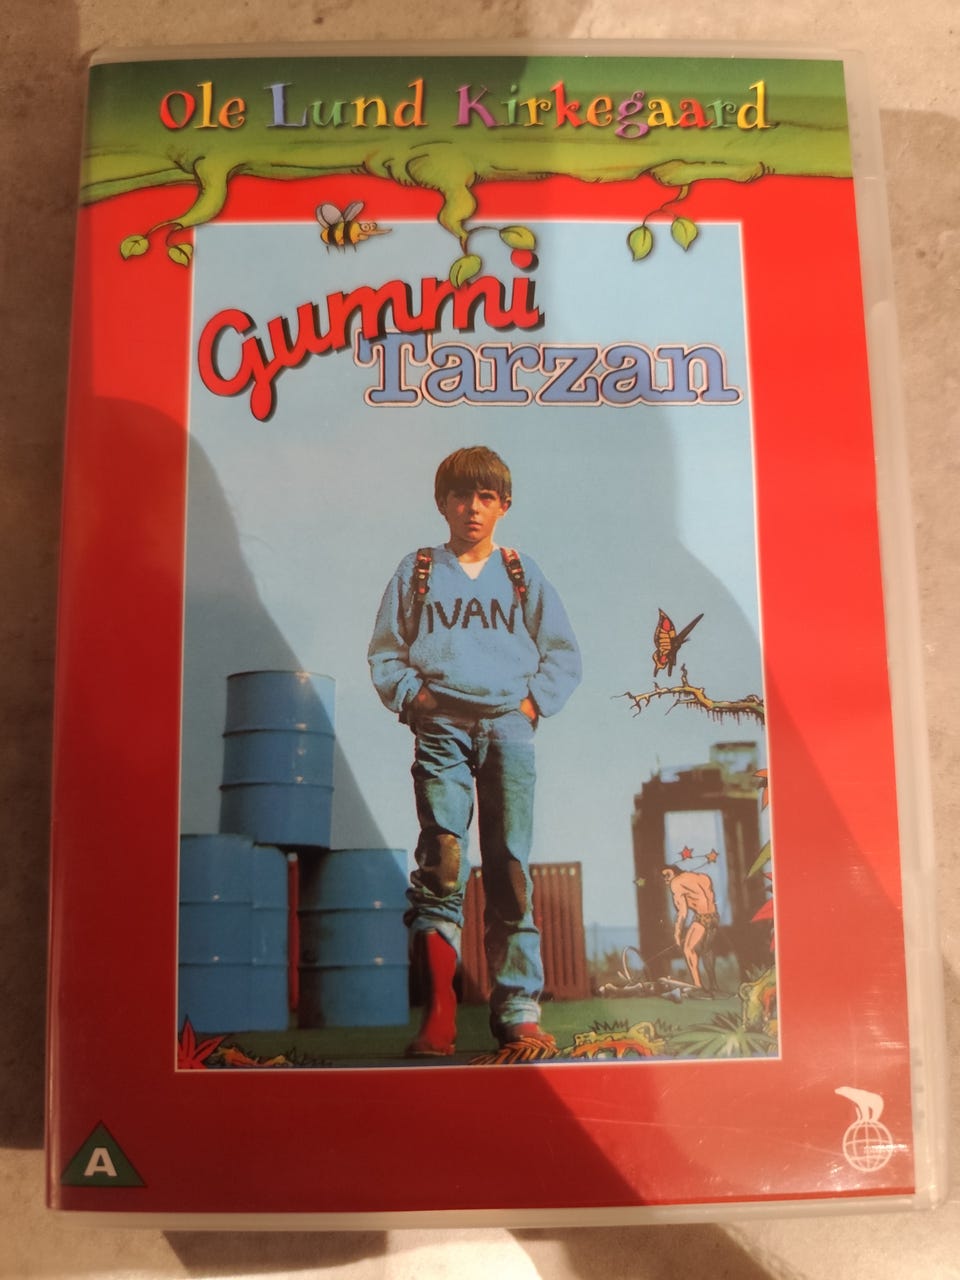 Ole Lund Kirkegaard
Gummi
Tarzan
IVAN
A